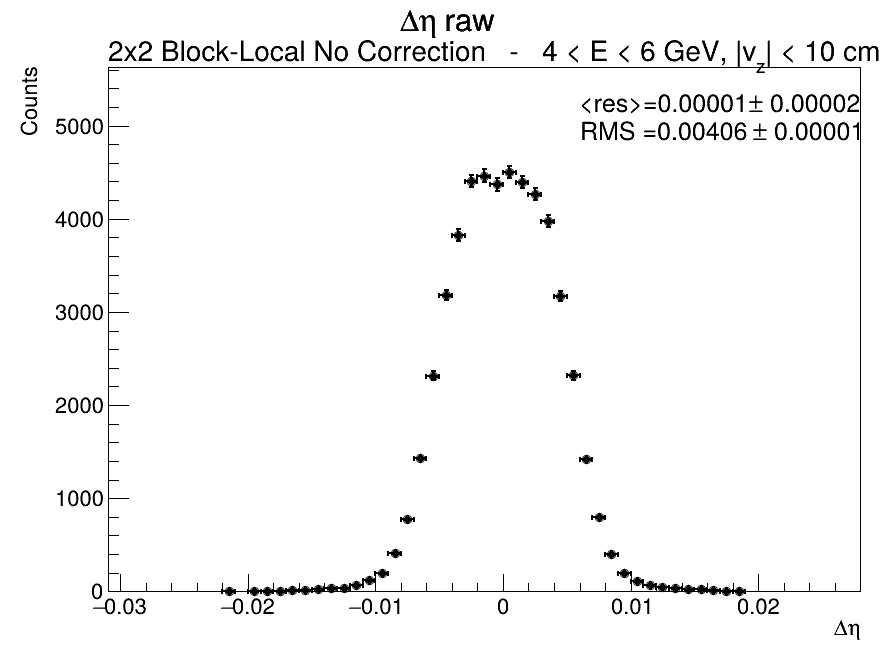 Δη raw
2x2 Block-Local No Correction - 4 < E < 6 GeV, |v_z| < 10 cm
<res>=0.00001± 0.00002
RMS =0.00406± 0.00001
Counts
5000
4000
3000
2000
1000
0
−0.03 −0.02 −0.01 0 0.01 0.02
Δη